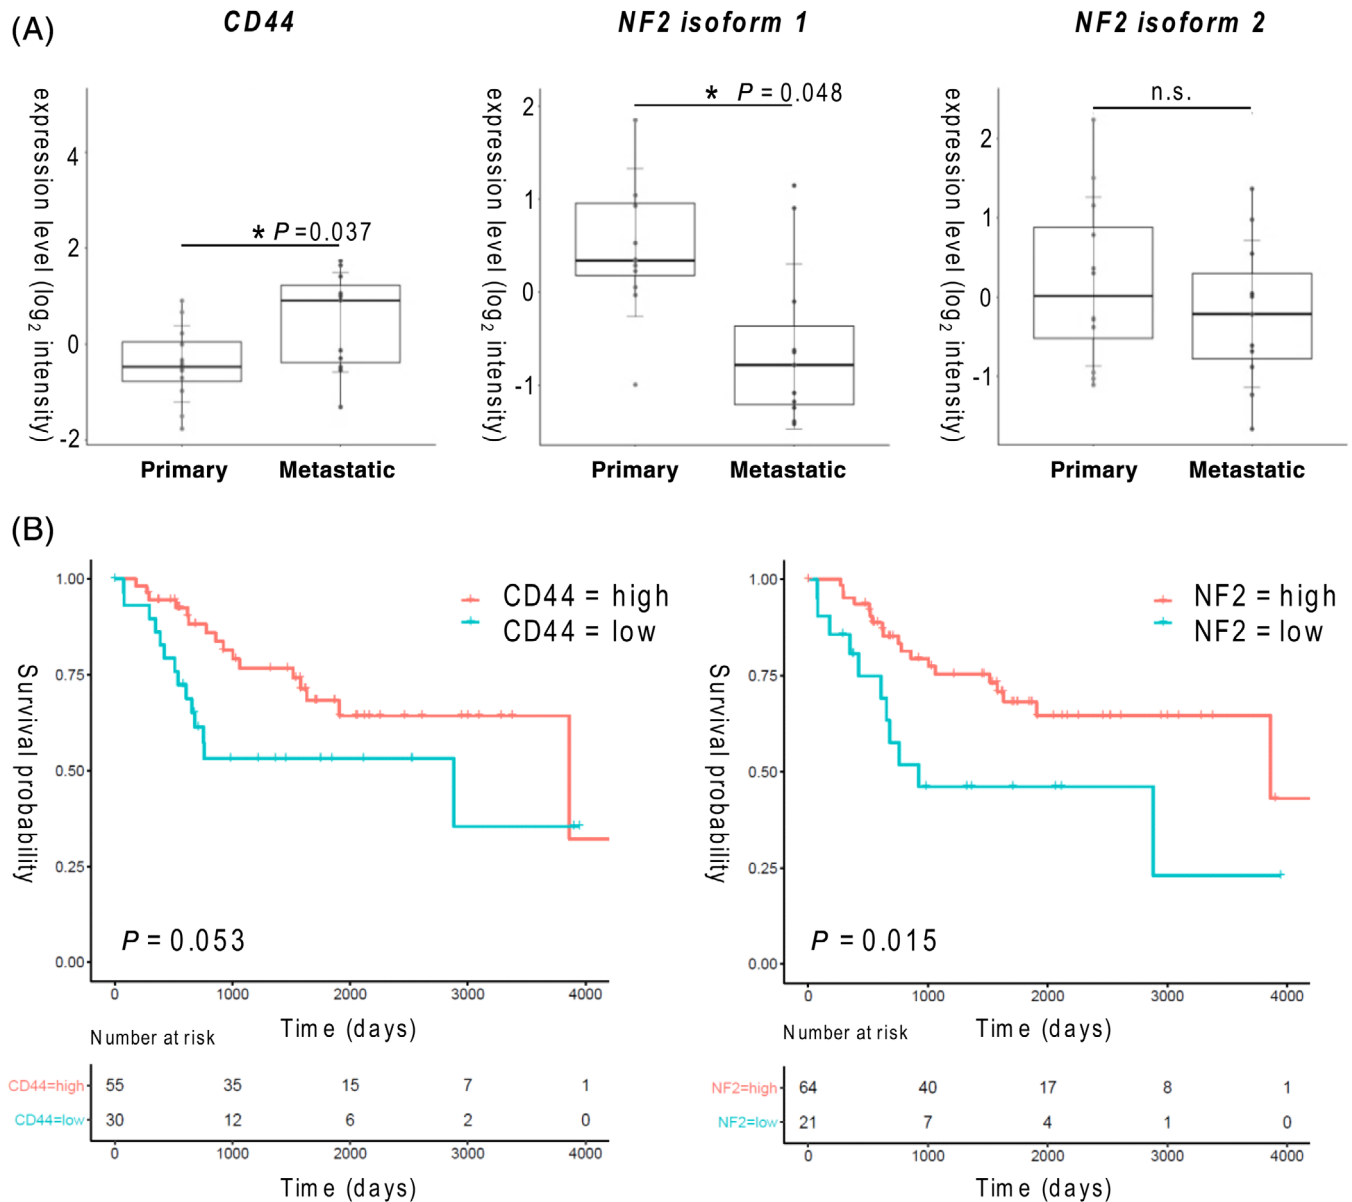 (A)
CD44
NF2 isoform 1
NF2 isoform 2
expression level (log2 intensity)
4
2
0
-2
* P=0.037
Primary
Metastatic
expression level (log2 intensity)
2
1
0
-1
* P = 0.048
Primary
Metastatic
expression level (log2 intensity)
2
1
0
-1
n.s.
Primary
Metastatic
(B)
Survival probability
1.00
0.75
0.50
0.25
0.00
CD44 = high
CD44 = low
P = 0.053
0 1000 2000 3000 4000
Time (days)
Number at risk
CD44=high 55 35 15 7 1
CD44=low 30 12 6 2 0
0 1000 2000 3000 4000
Time (days)
Survival probability
1.00
0.75
0.50
0.25
0.00
NF2 = high
NF2 = low
P = 0.015
0 1000 2000 3000 4000
Time (days)
Number at risk
NF2=high 64 40 17 8 1
NF2=low 21 7 4 1 0
0 1000 2000 3000 4000
Time (days)